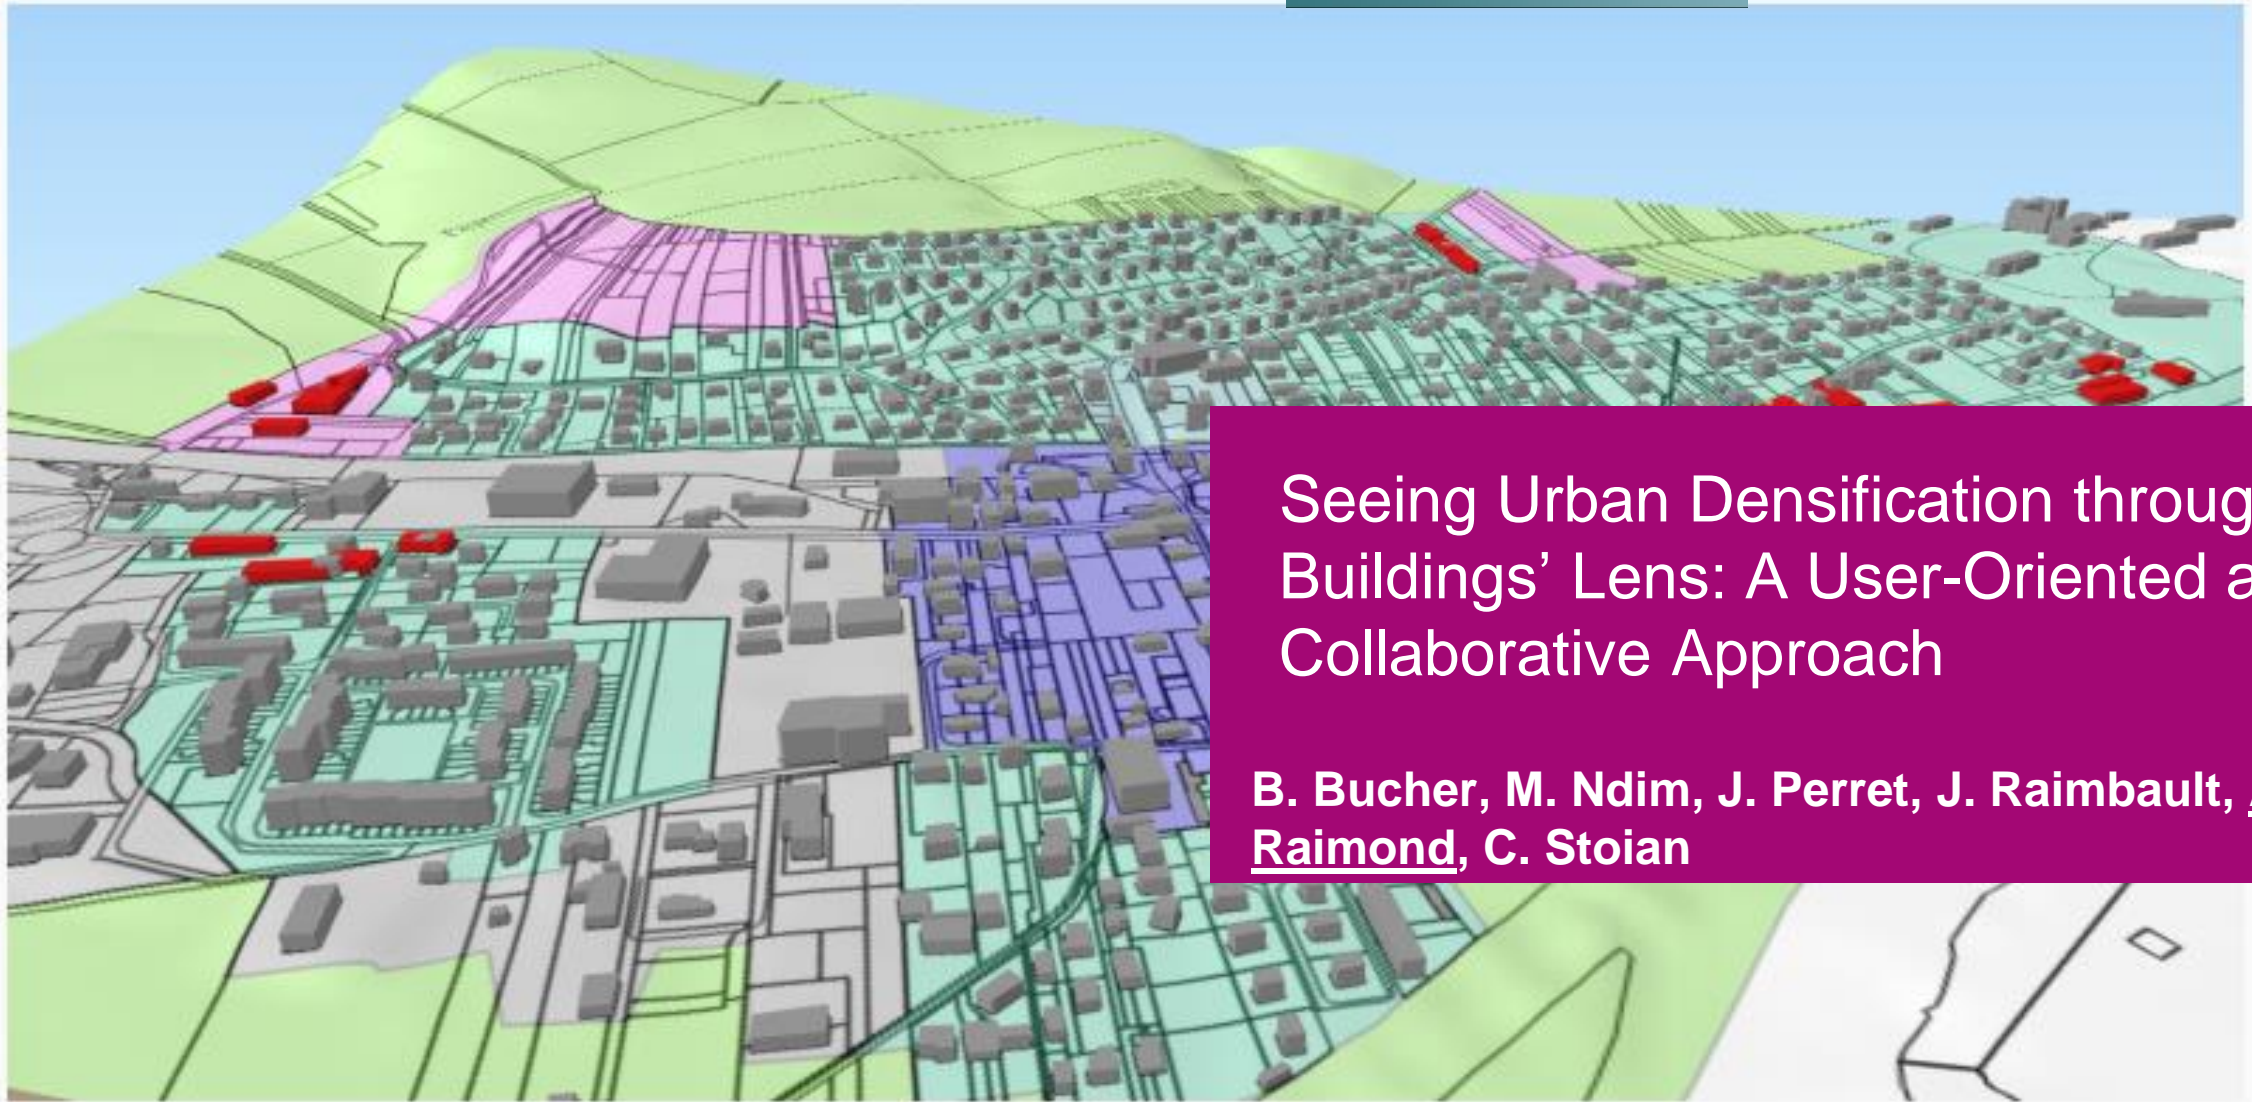 Seeing Urban Densification throug
Buildings’ Lens: A User-Oriented a
Collaborative Approach
B. Bucher, M. Ndim, J. Perret, J. Raimbault,
Raimond, C. Stoian